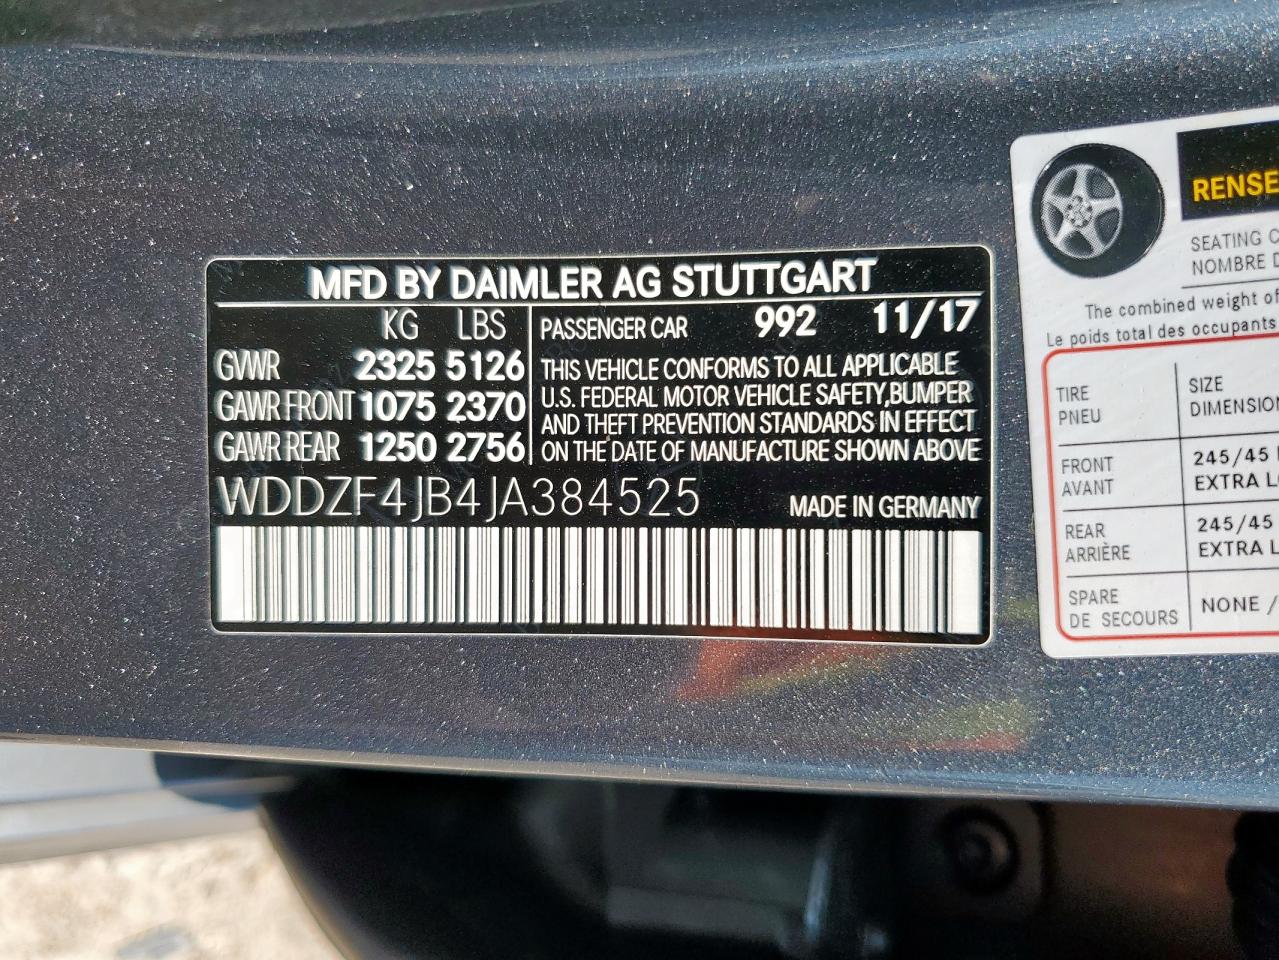 MFD BY DAIMLER AG STUTTGART
KG LBS
GVWR 2325 5126
GAWR FRONT 1075 2370
GAWR REAR 1250 2756
PASSENGER CAR 992 11/17
THIS VEHICLE CONFORMS TO ALL APPLICABLE
U.S. FEDERAL MOTOR VEHICLE SAFETY,BUMPER
AND THEFT PREVENTION STANDARDS IN EFFECT
ON THE DATE OF MANUFACTURE SHOWN ABOVE
WDDZF4JB4JA384525
MADE IN GERMANY
RENSE
SEATING C
NOMBRE D
The combined weight of
Le poids total des occupants
TIRE
PNEU
SIZE
DIMENSION
FRONT
AVANT
245/45
EXTRA L
REAR
ARRIÈRE
245/45
EXTRA L
SPARE
DE SECOURS
NONE /